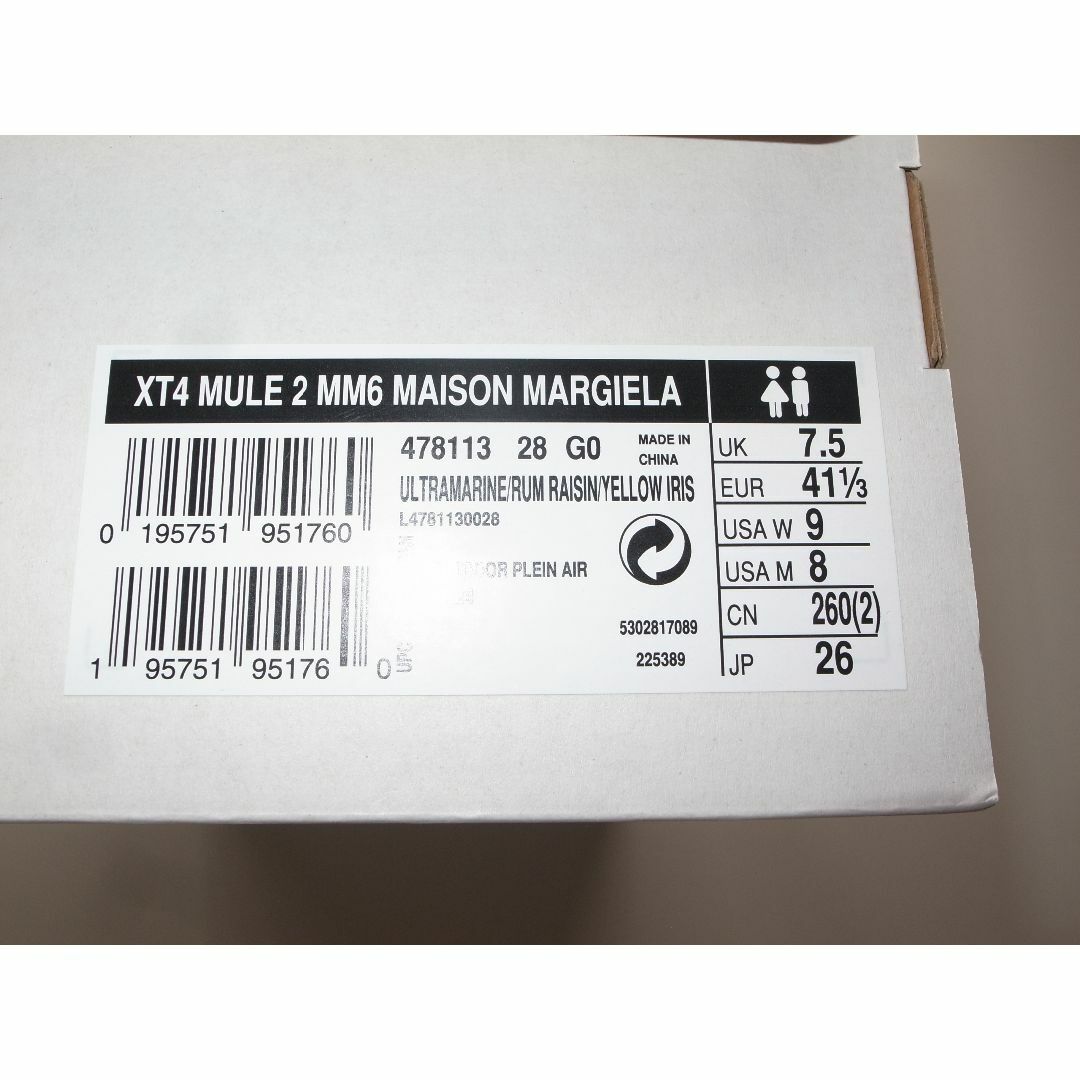 XT4 MULE 2 MM6 MAISON MARGIELA
478113 28 G0
MADE IN
CHINA
ULTRAMARINE/RUM RAISIN/YELLOW IRIS
L4781130028
0 195751 951760
PLEIN AIR
1 95751 95176 0
UPC
5302817089
225389
UK 7.5
EUR 41⅓
USA W 9
USA M 8
CN 260(2)
JP 26